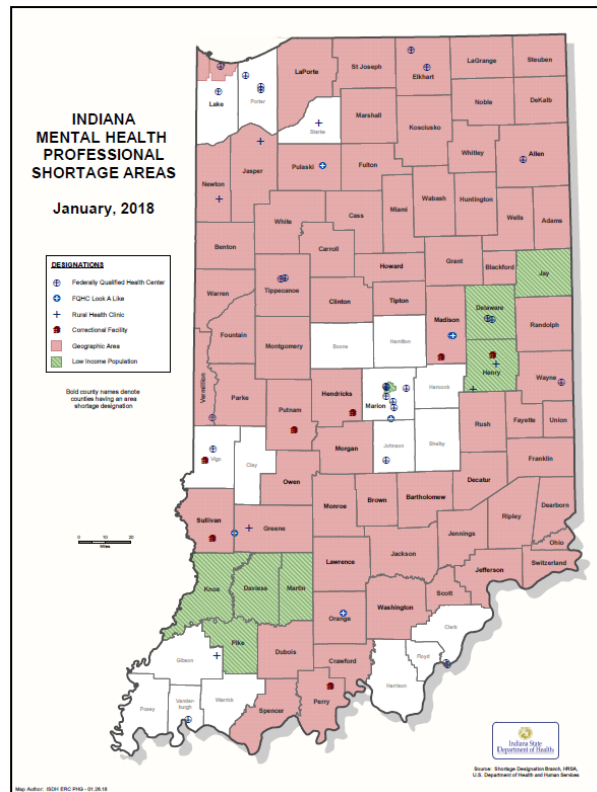 INDIANA
MENTAL HEALTH
PROFESSIONAL
SHORTAGE AREAS
January, 2018
DESIGNATIONS
Federally Qualified Health Center
FQHC Look A Like
Rural Health Clinic
Correctional Facility
Geographic Area
Low Income Population
Bold county names denote
counties having an area
shortage designation
20
Miles
Lake
Porter
LaPorte
St Joseph
Elkhart
LaGrange
Steuben
Noble
DeKalb
Starke
Marshall
Kosciusko
Whitley
Allen
Newton
Jasper
Pulaski
Fulton
Wabash
Huntington
Miami
Cass
White
Wells
Adams
Benton
Carroll
Howard
Grant
Blackford
Jay
Warren
Tippecanoe
Clinton
Tipton
Madison
Delaware
Randolph
Fountain
Montgomery
Boone
Hamilton
Henry
Wayne
Vermillion
Parke
Putnam
Hendricks
Marion
Hancock
Rush
Fayette
Union
Vigo
Clay
Morgan
Johnson
Shelby
Franklin
Owen
Decatur
Sullivan
Greene
Monroe
Brown
Bartholomew
Ripley
Dearborn
Jennings
Ohio
Lawrence
Jackson
Jefferson
Switzerland
Knox
Daviess
Martin
Orange
Washington
Scott
Clark
Gibson
Pike
Dubois
Crawford
Floyd
Harrison
Posey
Vander-
burgh
Warrick
Spencer
Perry
Indiana State
Department of Health
Source: Shortage Designation Branch, HRSA,
U.S. Department of Health and Human Services
Map Author: ISDH ERC PHG - 01.26.18